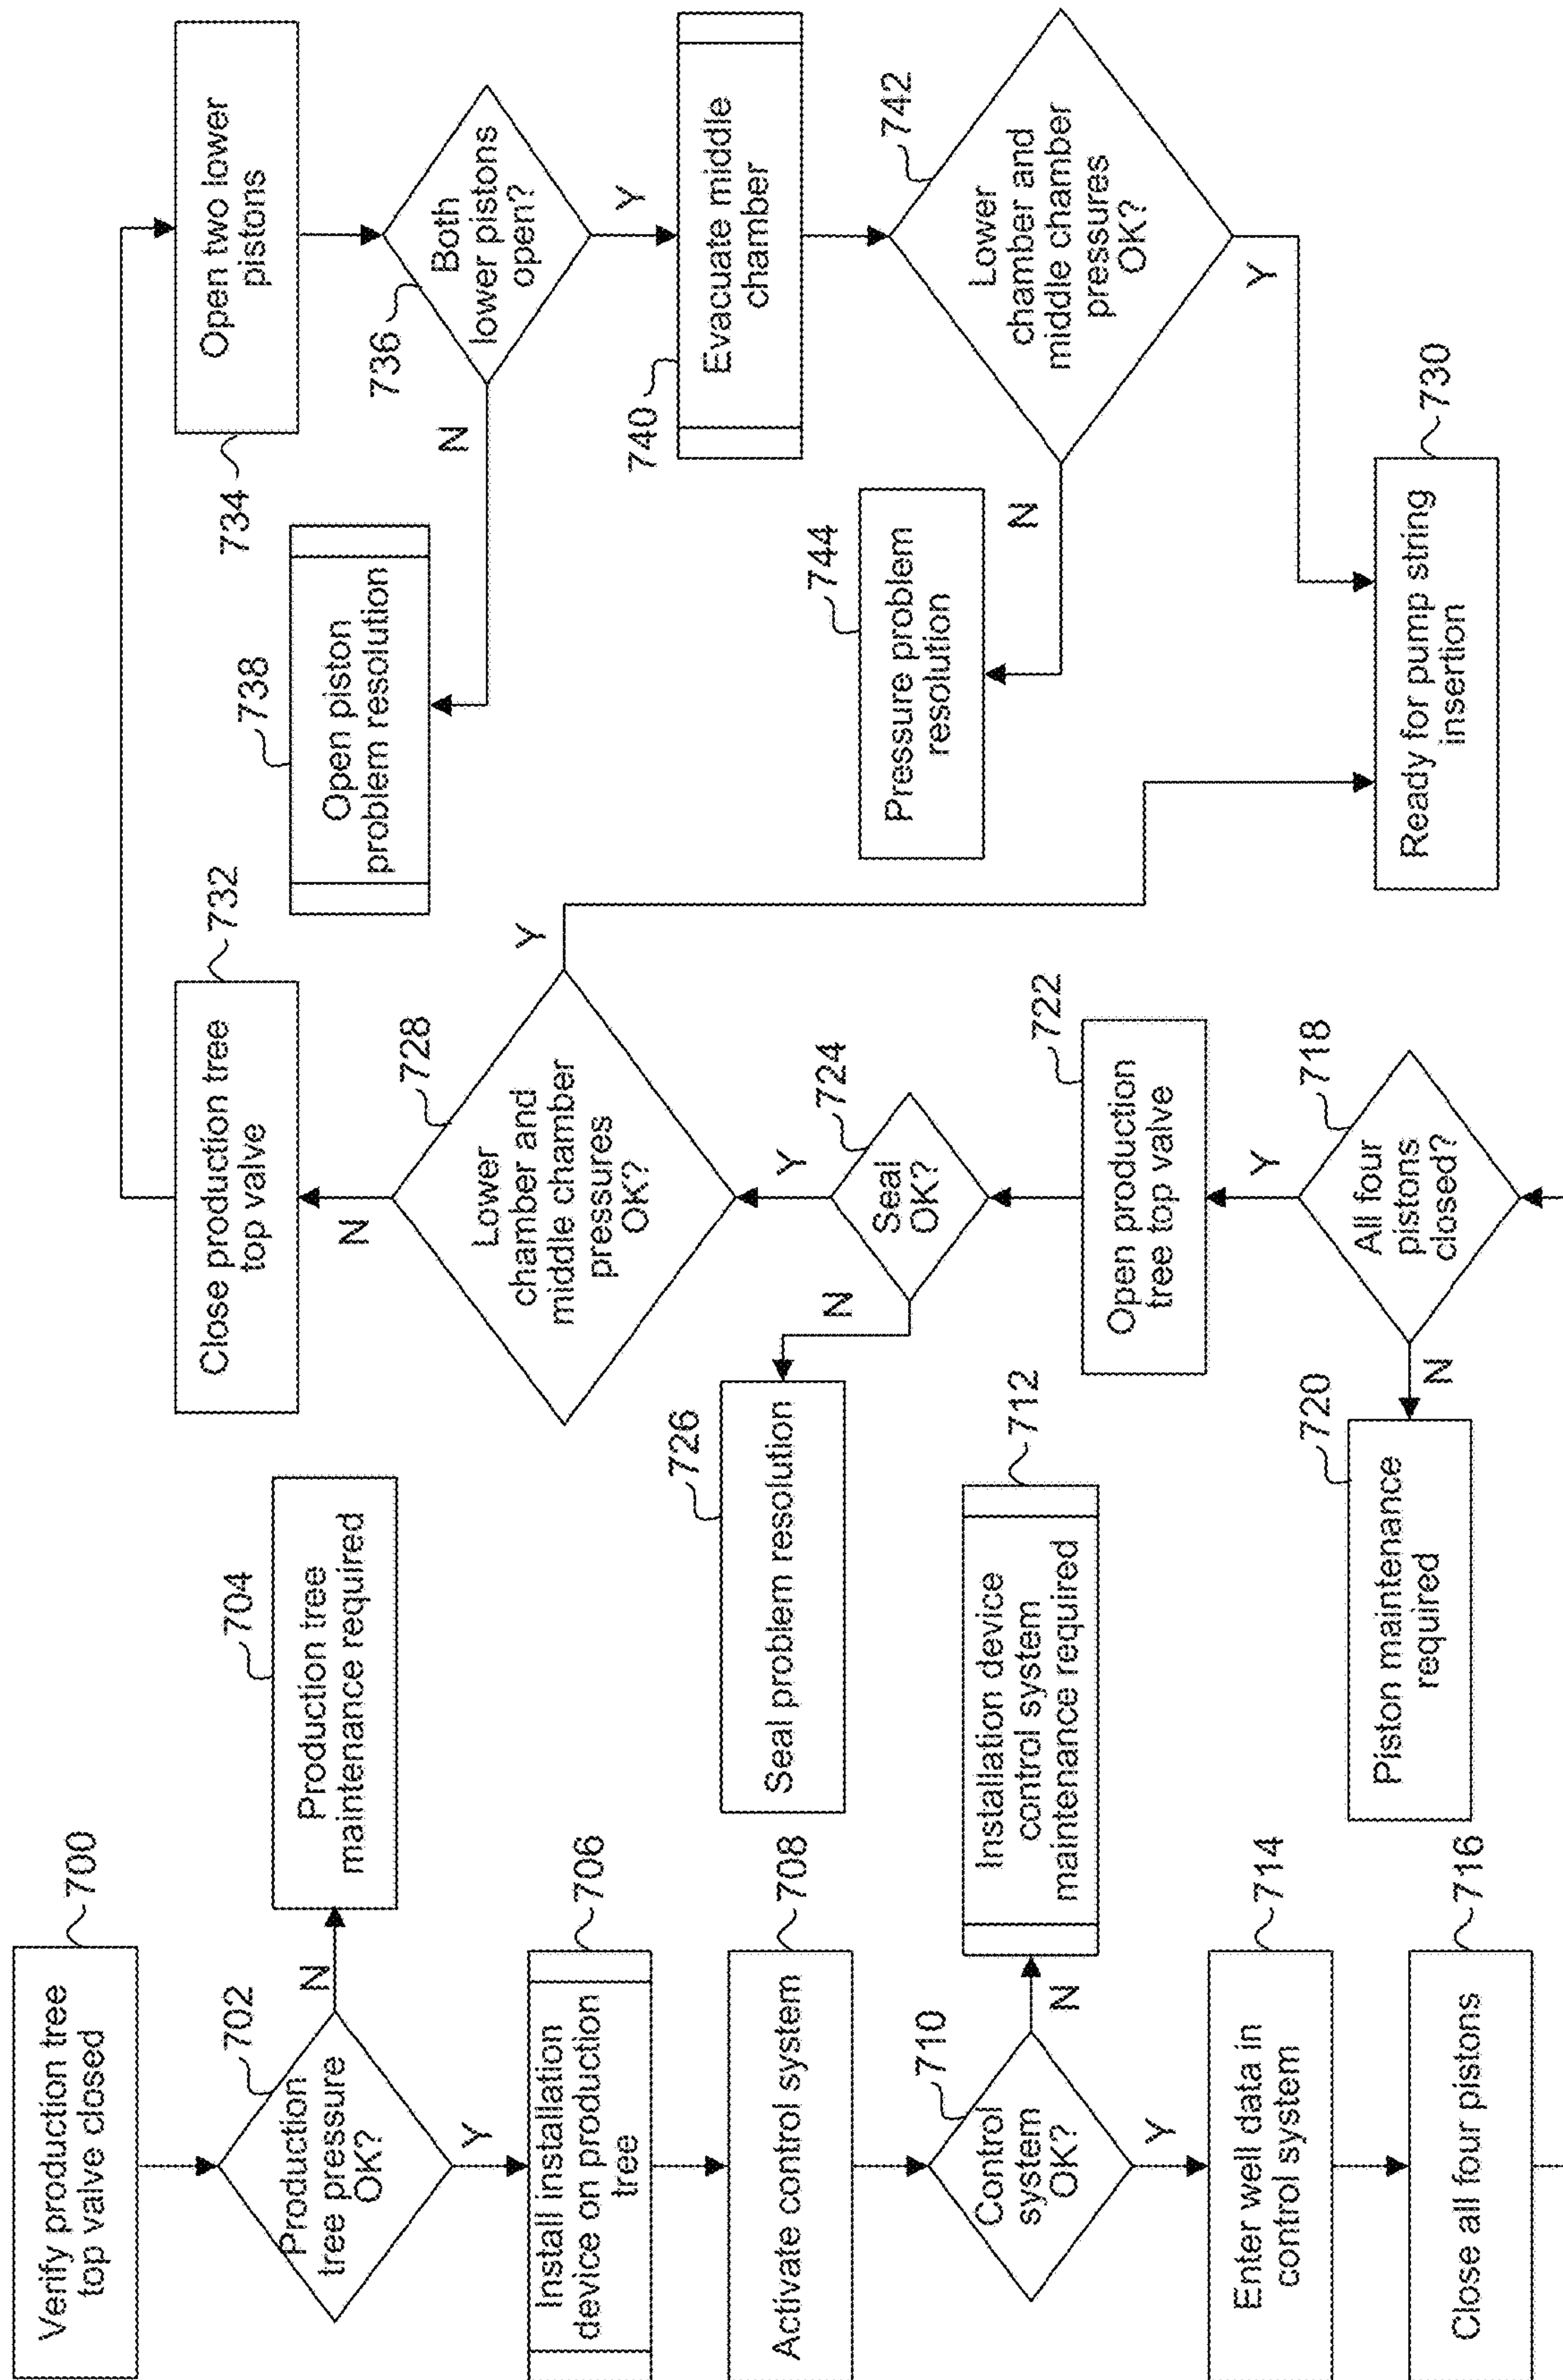 Verify production tree
top valve closed
700
Production
tree pressure
OK?
702
N
Production tree
maintenance required
704
Y
Install installation
device on production
tree
706
Activate control system
708
Control
system
OK?
710
N
Installation device
control system
maintenance required
712
Y
Enter well data in
control system
714
Close all four pistons
716
All four
pistons
closed?
718
N
Piston maintenance
required
720
Y
Open production
tree top valve
722
Seal
OK?
724
N
Seal problem resolution
726
Y
Lower
chamber and
middle chamber
pressures
OK?
728
Y
N
Close production tree
top valve
732
Open two lower
pistons
734
Both
lower pistons
open?
736
N
Open piston
problem resolution
738
Y
Evacuate middle
chamber
740
Lower
chamber and
middle chamber
pressures
OK?
742
N
Pressure problem
resolution
744
Y
Ready for pump string
insertion
730